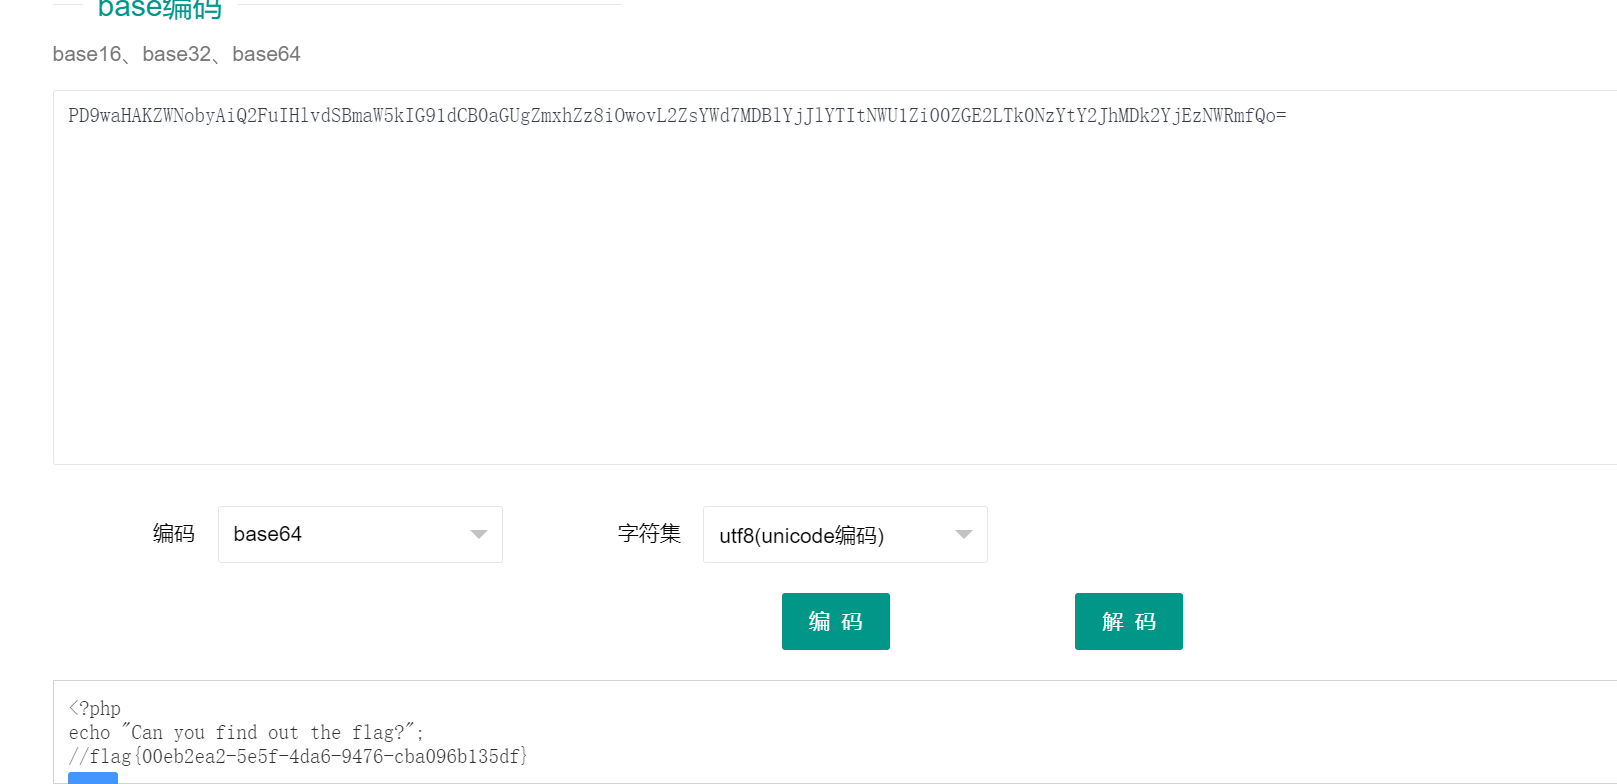 base编码
base16、base32、base64
PD9waHAKZWNobyAiQ2FuIHlvdSBmaW5kIG91dCB0aGUgZmxhZz8iOwovL2ZsYWd7MDBlYjJlYTItNWU1Zi00ZGE2LTk0NzYtY2JhMDk2YjEzNWRmfQo=
编码 base64 字符集 utf8(unicode编码)
编 码 解 码
<?php
echo "Can you find out the flag?";
//flag{00eb2ea2-5e5f-4da6-9476-cba096b135df}